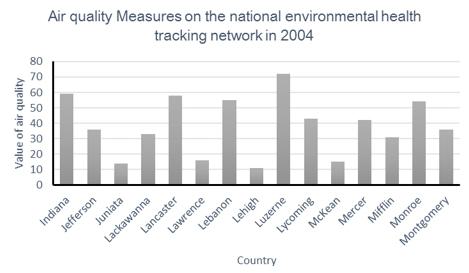 Air quality Measures on the national environmental health
tracking network in 2004
Value of air quality
80
70
60
50
40
30
20
10
0
Indiana
Jefferson
Juniata
Lackawanna
Lancaster
Lawrence
Lebanon
Lehigh
Luzerne
Lycoming
McKean
Mercer
Mifflin
Monroe
Montgomery
Country